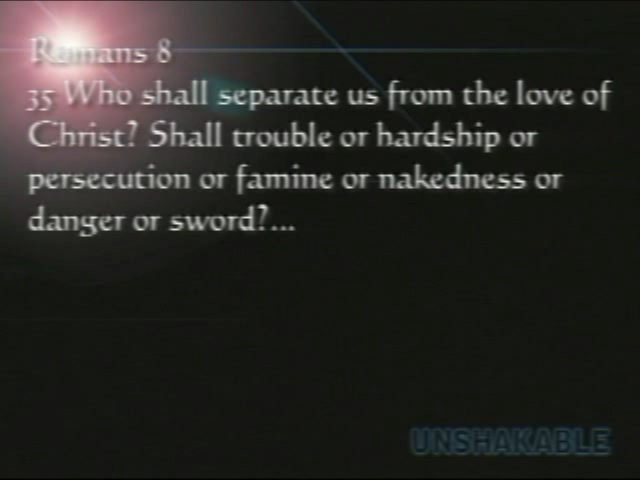 Romans 8
35 Who shall separate us from the love of
Christ? Shall trouble or hardship or
persecution or famine or nakedness or
danger or sword?...
UNSHAKABLE